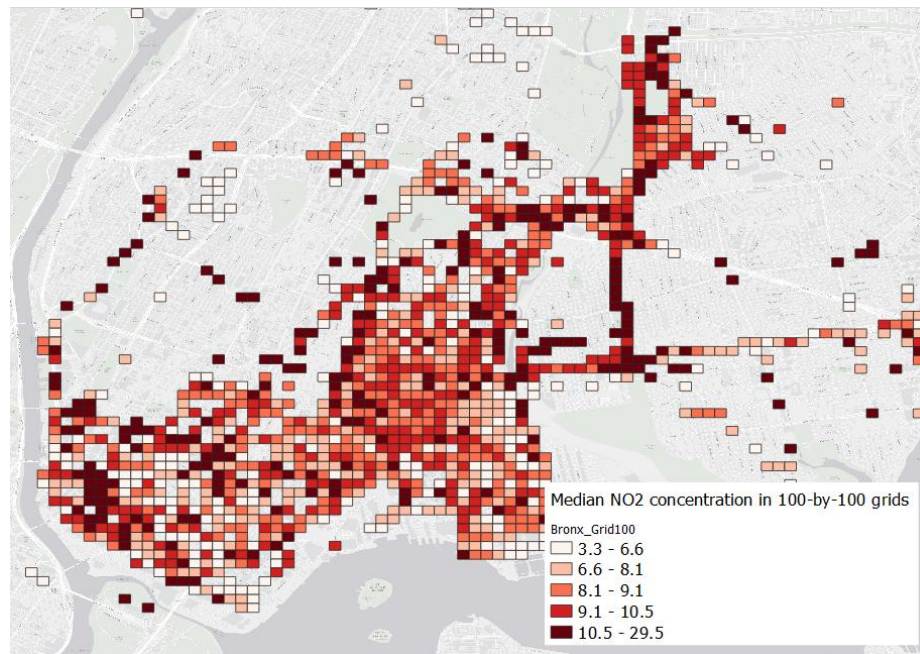 Median NO2 concentration in 100-by-100 grids
Bronx_Grid100
3.3 - 6.6
6.6 - 8.1
8.1 - 9.1
9.1 - 10.5
10.5 - 29.5